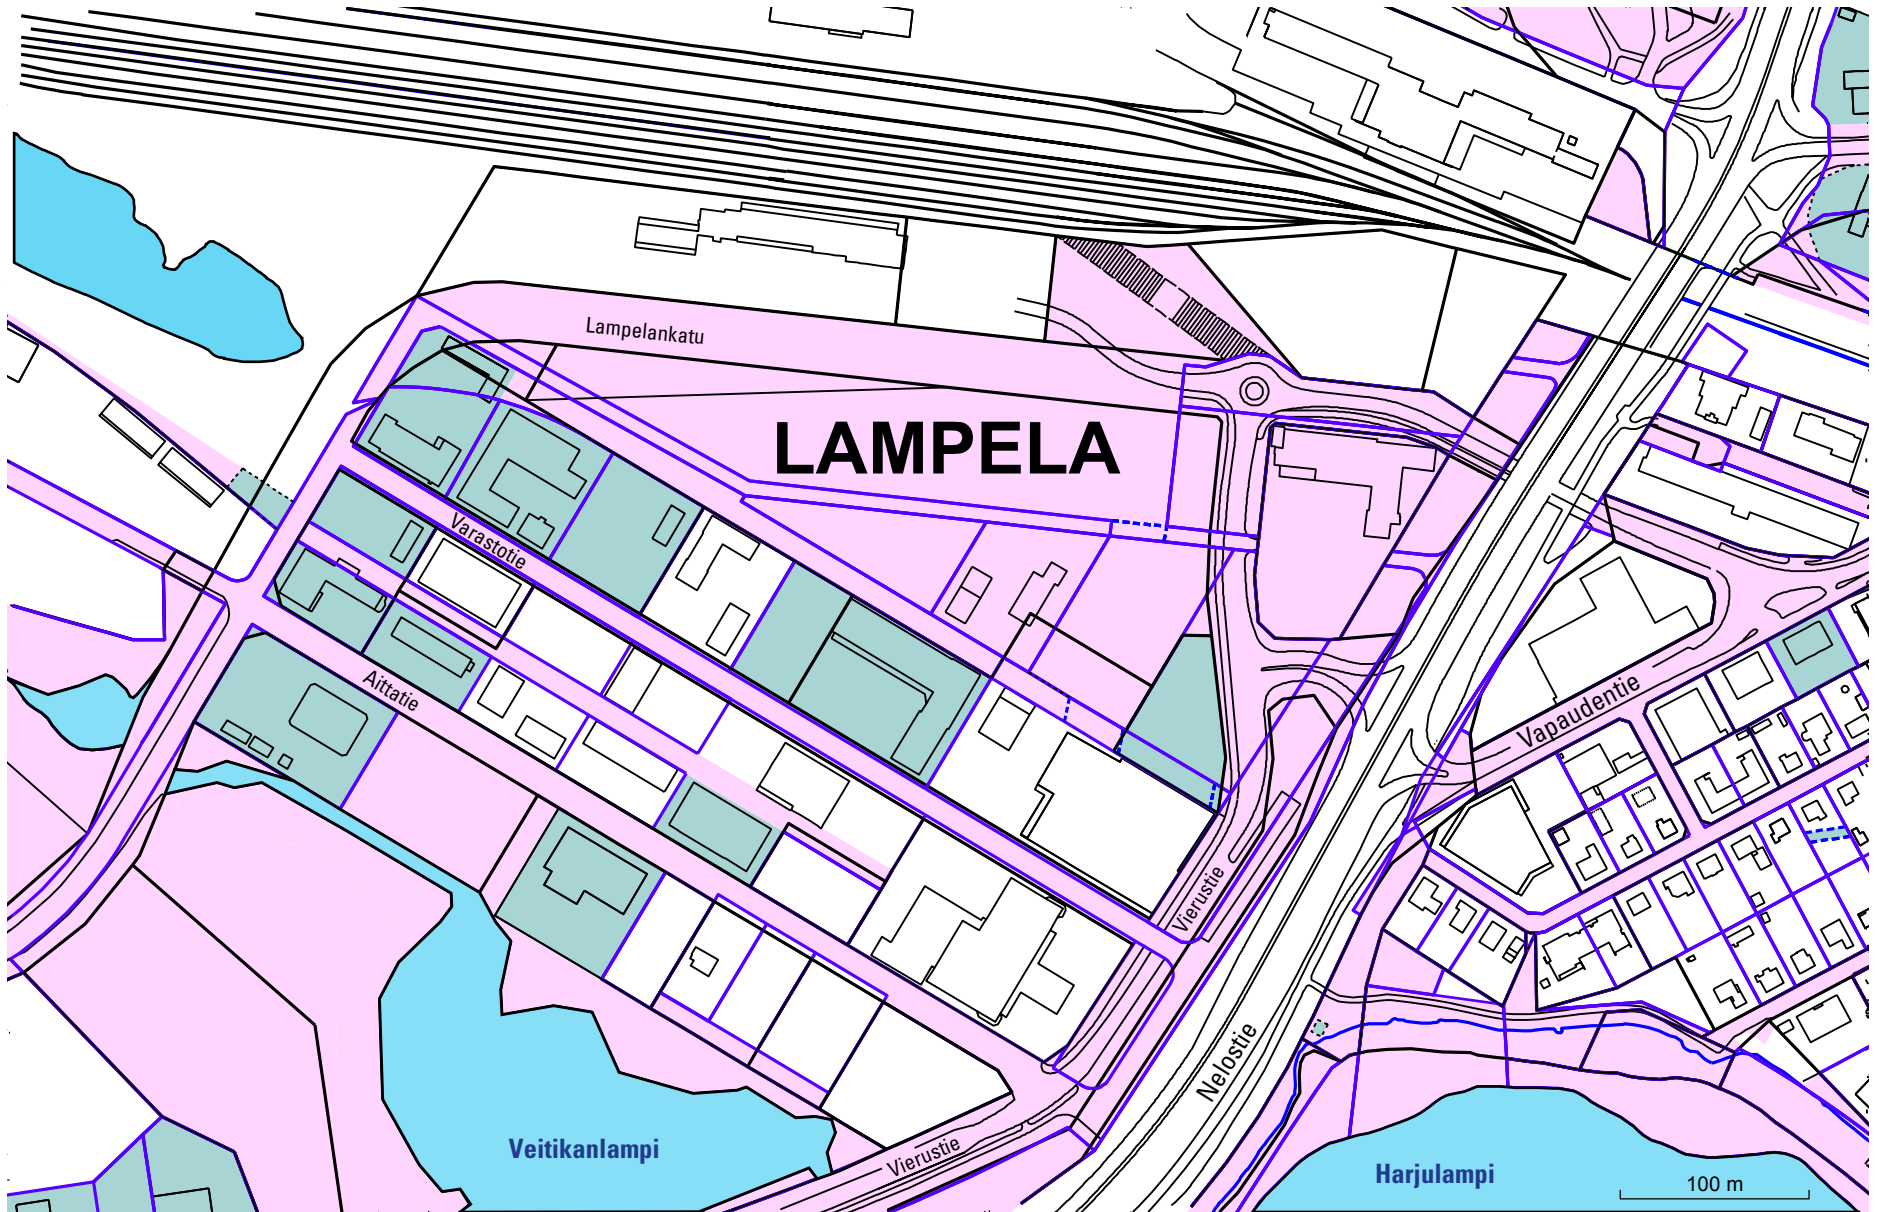 Lampelankatu
LAMPELA
Varastotie
Aittatie
Vapaudentie
Vierustie
Nelostie
Vierustie
Veitikanlampi
Harjulampi
100 m